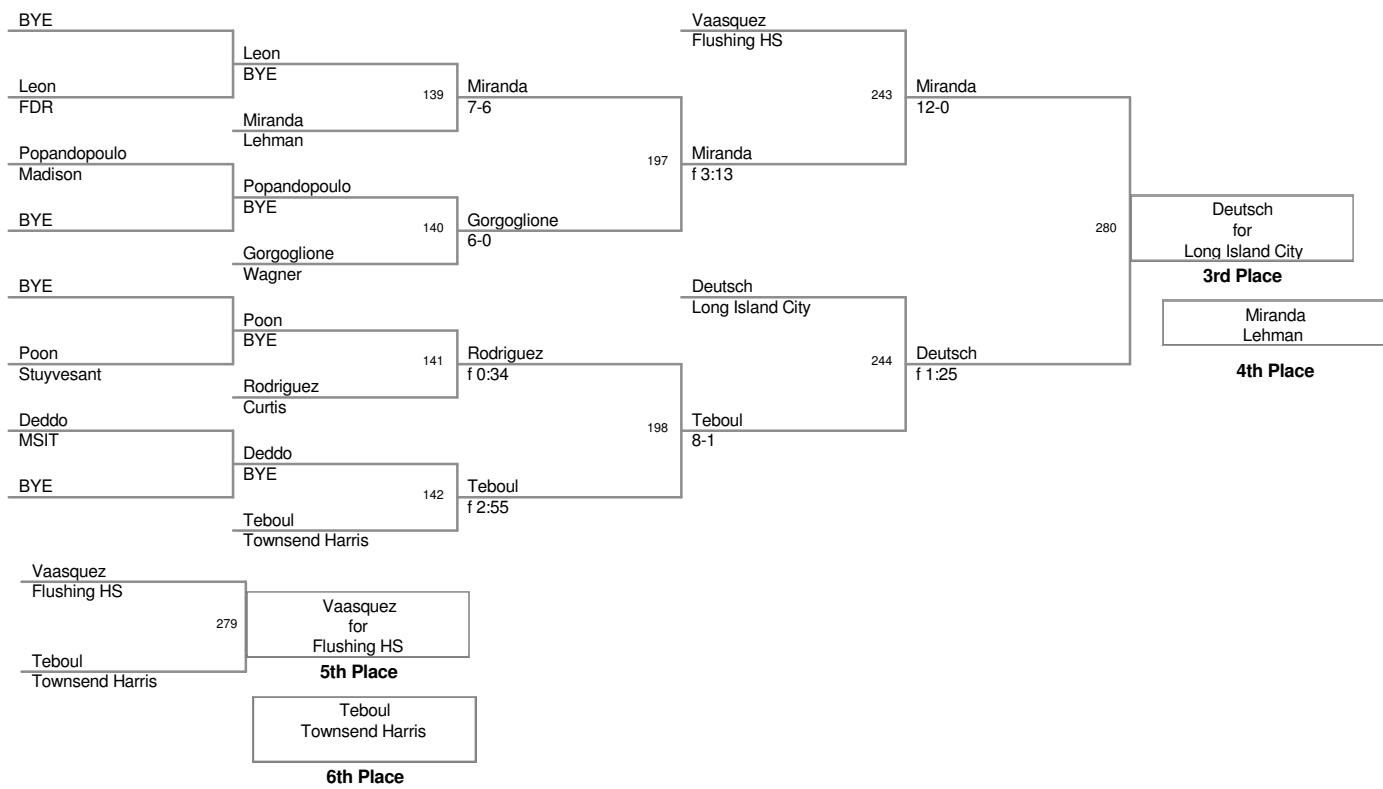 BYE
Leon
FDR
Leon
BYE
139
Miranda
Lehman
Miranda
7-6
Popandopoulo
Madison
BYE
Popandopoulo
BYE
140
Gorgoglione
Wagner
Gorgoglione
6-0
197
Miranda
f 3:13
Vaasquez
Flushing HS
243
Miranda
12-0
BYE
Poon
Stuyvesant
Poon
BYE
141
Rodriguez
Curtis
Rodriguez
f 0:34
Deddo
MSIT
BYE
Deddo
BYE
142
Teboul
Townsend Harris
Teboul
f 2:55
198
Teboul
8-1
Deutsch
Long Island City
244
Deutsch
f 1:25
280
Deutsch
for
Long Island City
3rd Place
Miranda
Lehman
4th Place
Vaasquez
Flushing HS
279
Teboul
Townsend Harris
Vaasquez
for
Flushing HS
5th Place
Teboul
Townsend Harris
6th Place